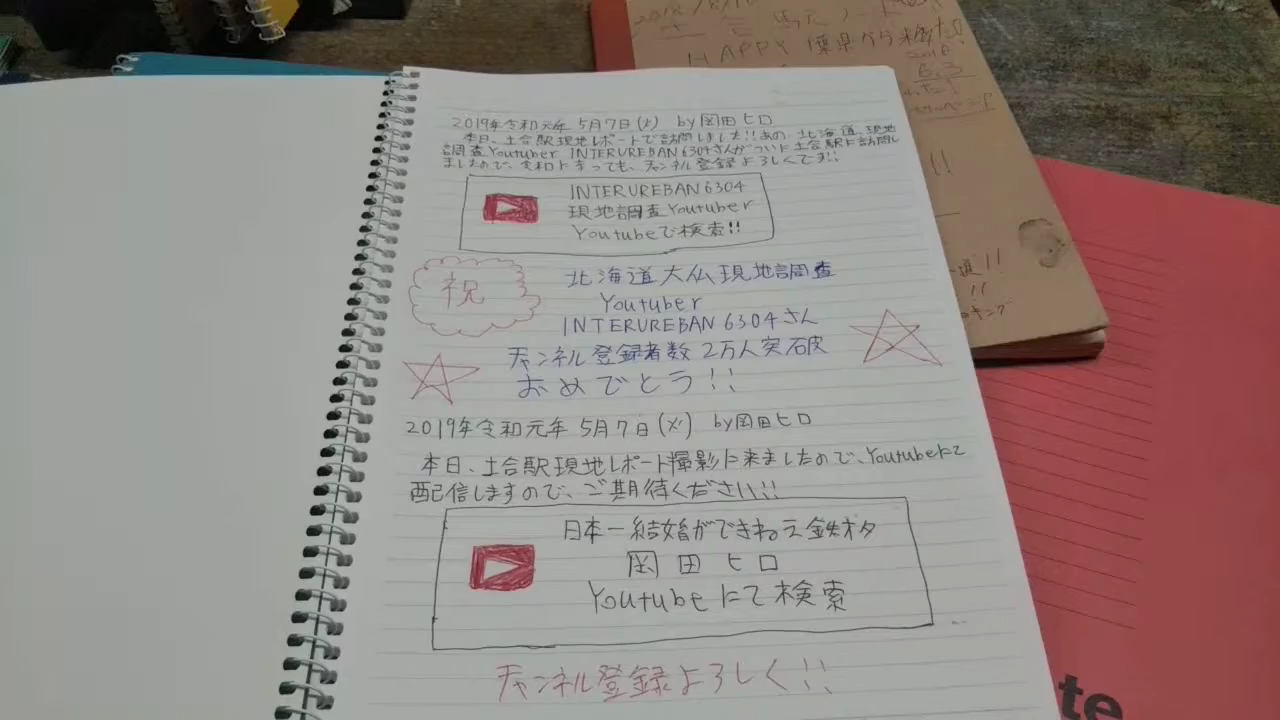 2019年令和元年 5月7日(火) by岡田ヒロ
本日、土合駅現地レポートで訪問しました!!あの、北海道、現地
調査Youtuber INTERUREBAN6304さんがついに土合駅に訪問し
ましたので、令和になっても、チャンネル登録よろしくです!!
INTERUREBAN6304
現地調査Youtuber
Youtubeで検索!!
祝
北海道大仏現地調査
Youtuber
INTERUREBAN6304さん
チャンネル登録者数2万人突破
おめでとう!!
2019年令和元年 5月7日(火) by岡田ヒロ
本日、土合駅現地レポート撮影に来ましたので、Youtubeにて
配信しますので、ご期待ください!!
日本一結婚ができねえ鉄オタ
岡田ヒロ
Youtubeにて検索
チャンネル登録よろしく!!
HAPPY
te